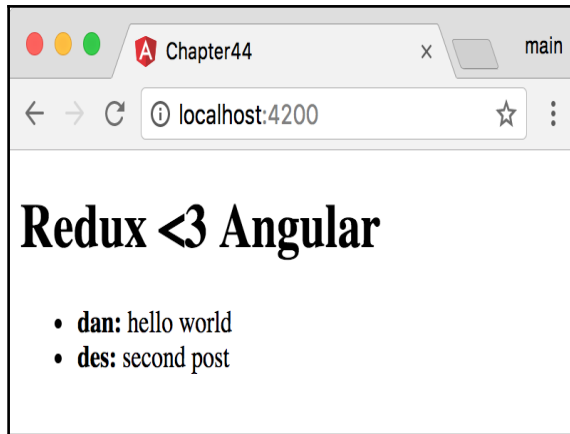 Chapter44
main
localhost:4200
Redux <3 Angular
dan: hello world
des: second post